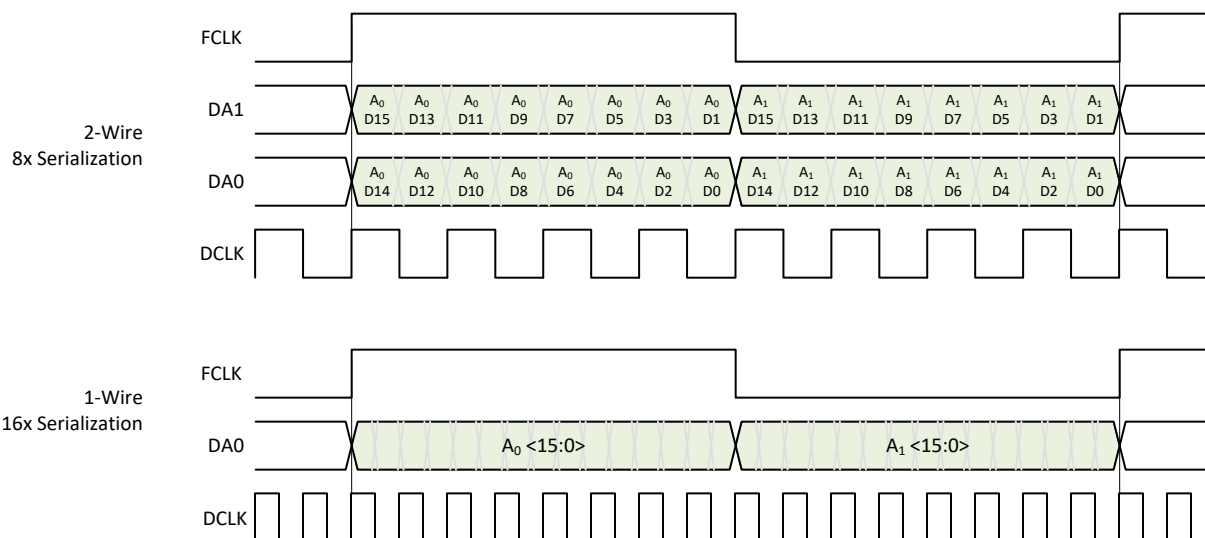 FCLK
2-Wire
8x Serialization
DA1
A₀ A₀ A₀ A₀ A₀ A₀ A₀ A₀ A₁ A₁ A₁ A₁ A₁ A₁ A₁ A₁
D15 D13 D11 D9 D7 D5 D3 D1 D15 D13 D11 D9 D7 D5 D3 D1
DA0
A₀ A₀ A₀ A₀ A₀ A₀ A₀ A₀ A₁ A₁ A₁ A₁ A₁ A₁ A₁ A₁
D14 D12 D10 D8 D6 D4 D2 D0 D14 D12 D10 D8 D6 D4 D2 D0
DCLK
FCLK
1-Wire
16x Serialization
DA0
A₀ <15:0> A₁ <15:0>
DCLK